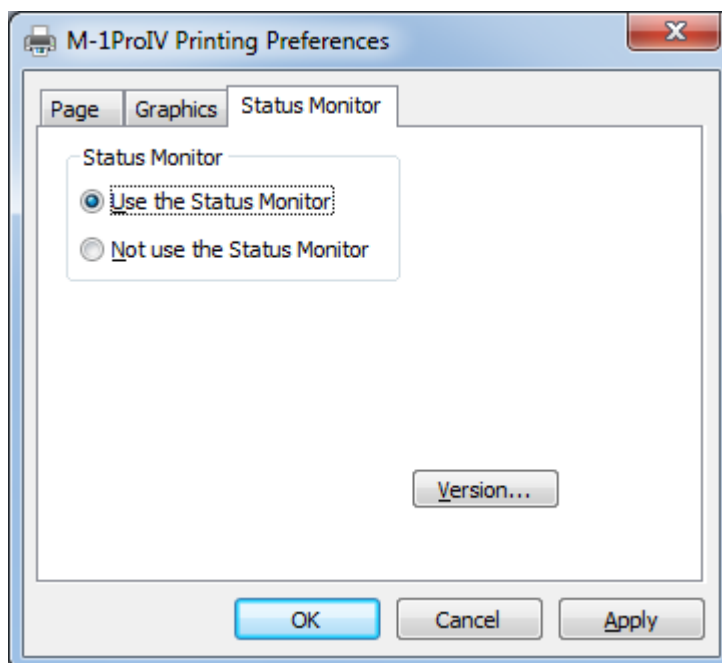 M-1ProIV Printing Preferences
Page
Graphics
Status Monitor
Status Monitor
Use the Status Monitor
Not use the Status Monitor
Version...
OK
Cancel
Apply